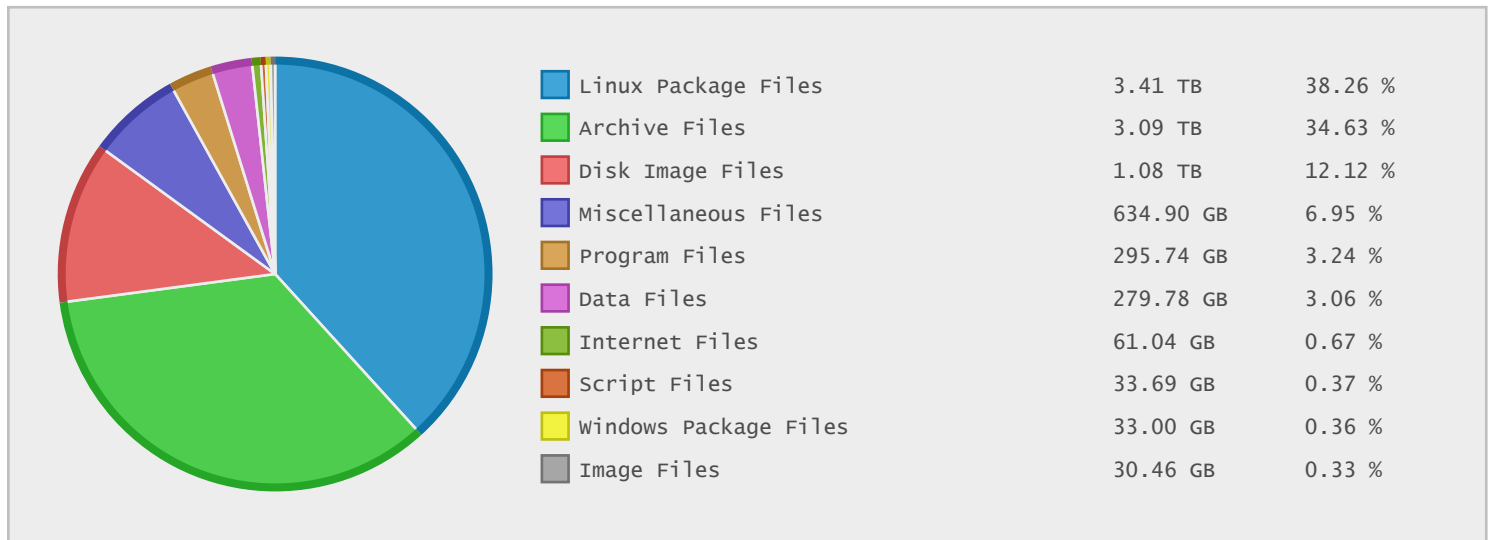 Linux Package Files 3.41 TB 38.26 %
Archive Files 3.09 TB 34.63 %
Disk Image Files 1.08 TB 12.12 %
Miscellaneous Files 634.90 GB 6.95 %
Program Files 295.74 GB 3.24 %
Data Files 279.78 GB 3.06 %
Internet Files 61.04 GB 0.67 %
Script Files 33.69 GB 0.37 %
Windows Package Files 33.00 GB 0.36 %
Image Files 30.46 GB 0.33 %